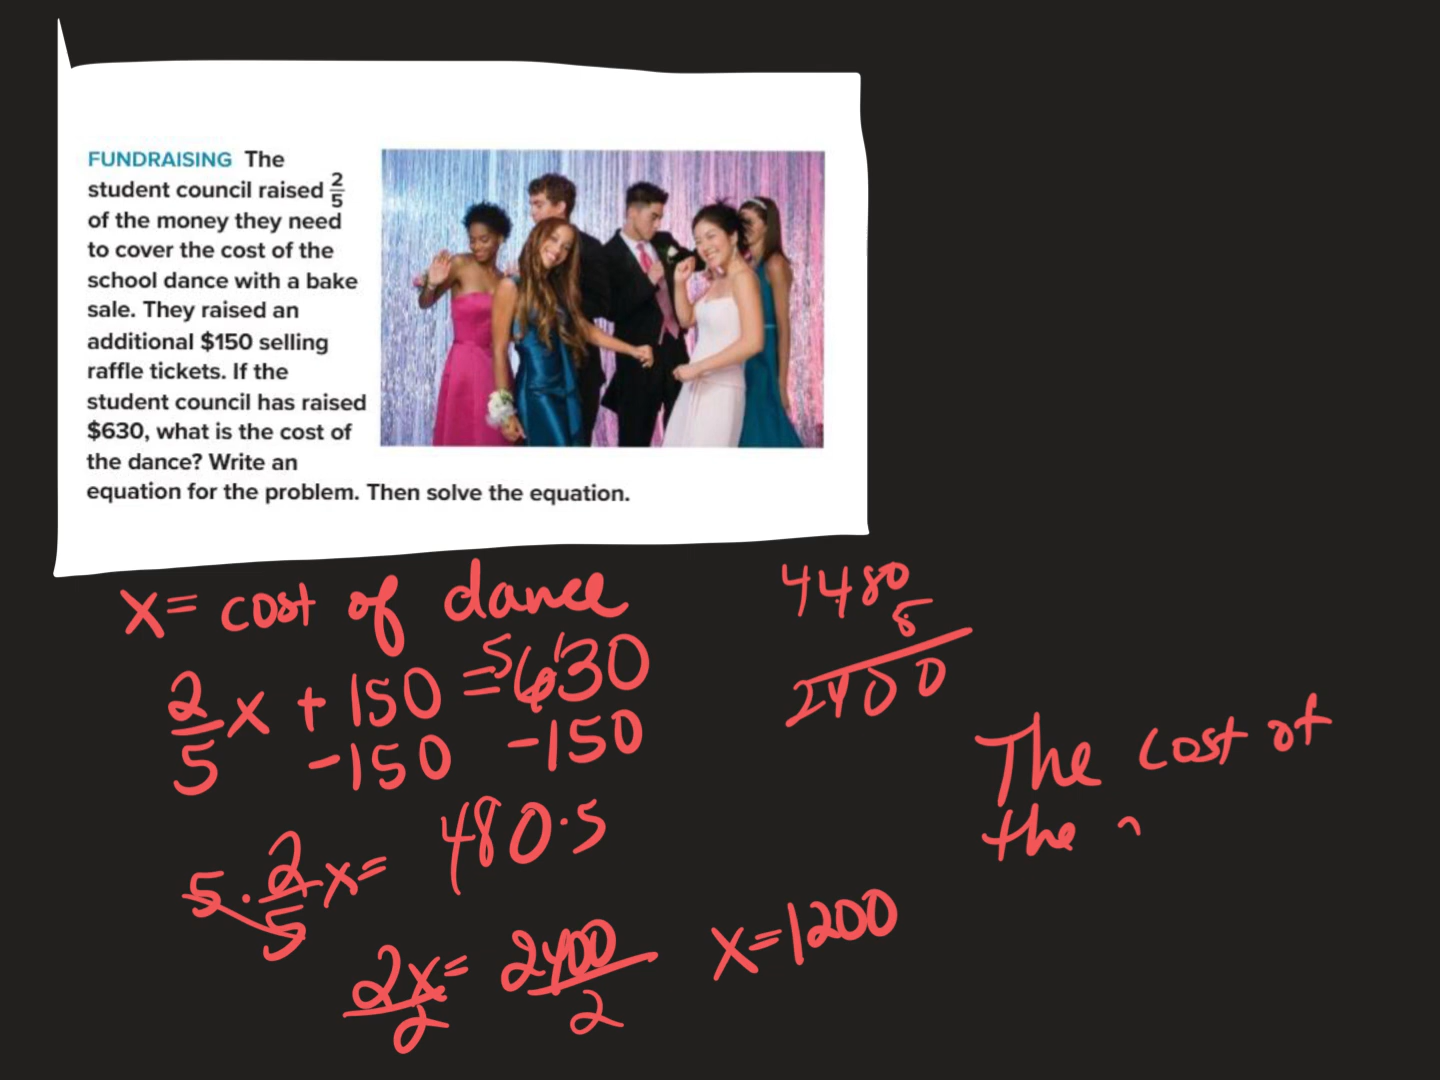 FUNDRAISING The
student council raised 2/5
of the money they need
to cover the cost of the
school dance with a bake
sale. They raised an
additional $150 selling
raffle tickets. If the
student council has raised
$630, what is the cost of
the dance? Write an
equation for the problem. Then solve the equation.
x= cost of dance
2/5 x + 150 = 630
-150 -150
5 · 2/5 x = 480·5
2x/2 = 2400/2 x=1200
4480
5
2400
The cost of
the